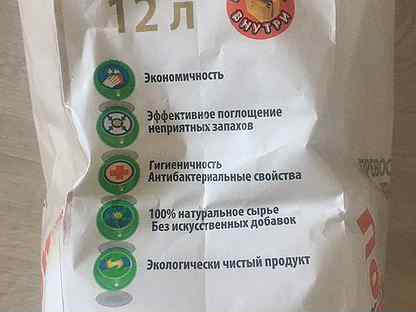 12 л
ВНУТРИ
Экономичность
Эффективное поглощение
неприятных запахов
Гигиеничность
Антибактериальные свойства
100% натуральное сырье
Без искусственных добавок
Экологически чистый продукт